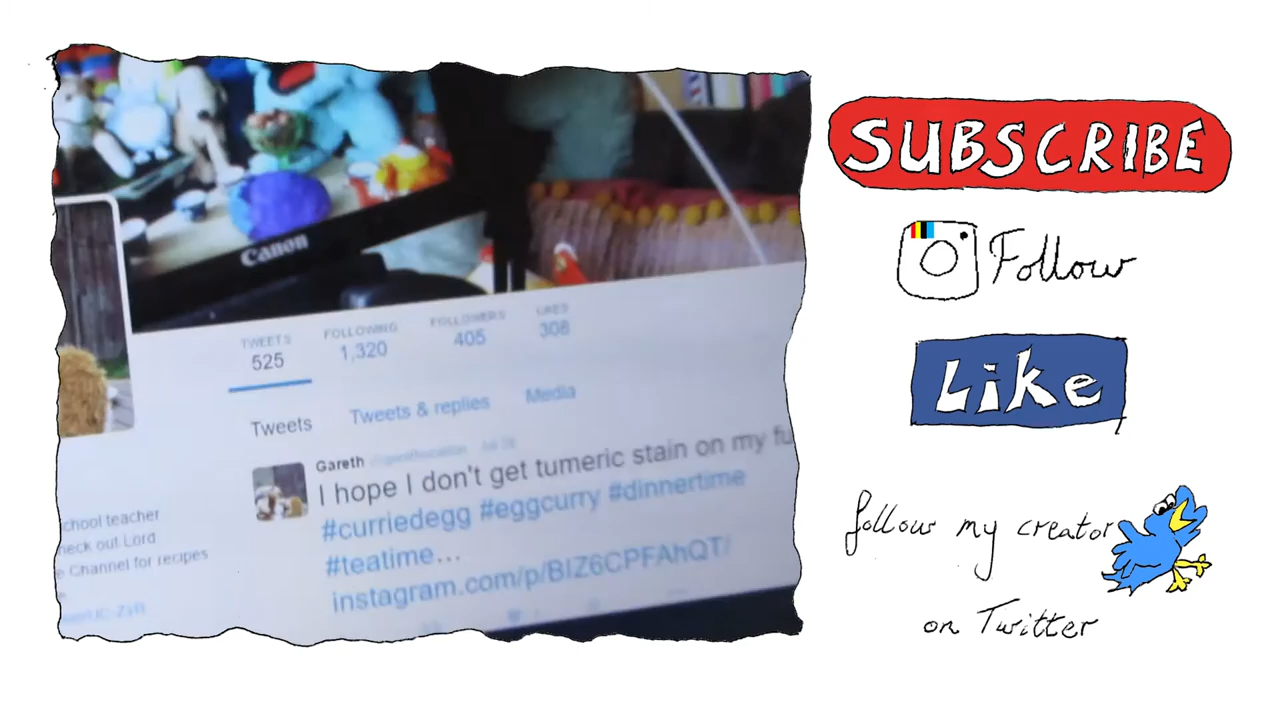 Canon
TWEETS
525
FOLLOWING
1,320
FOLLOWERS
405
LIKES
308
Tweets
Tweets & replies
Media
Gareth
I hope I don't get tumeric stain on my fu
#curriedegg #eggcurry #dinnertime
#teatime...
instagram.com/p/BIZ6CPFAhQT/
chool teacher
heck out Lord
e Channel for recipes
SUBSCRIBE
Follow
Like
follow my creator
on Twitter